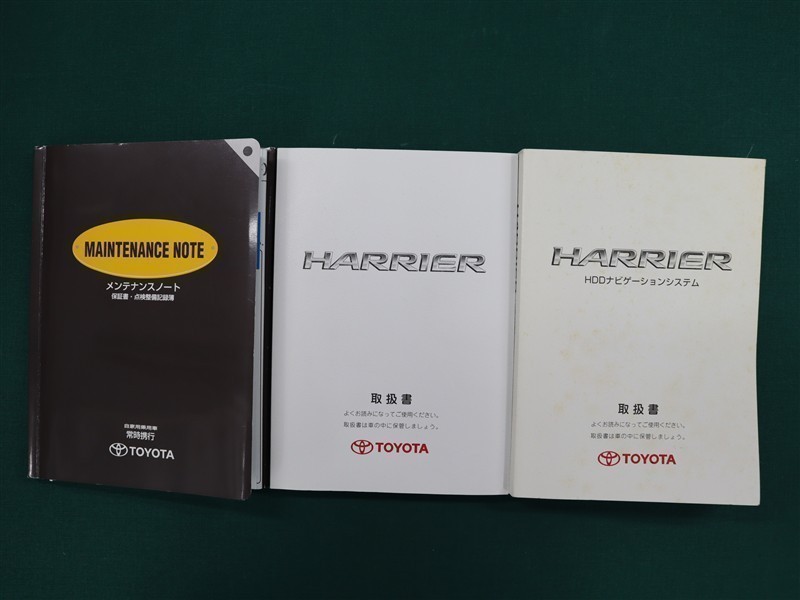 MAINTENANCE NOTE
メンテナンスノート
保証書・点検整備記録簿
自家用乗用車
常時携行
TOYOTA
HARRIER
取扱書
よくお読みになってご使用ください。
取扱書は車の中に保管しましょう。
TOYOTA
HARRIER
HDDナビゲーションシステム
取扱書
よくお読みになってご使用ください。
取扱書は車の中に保管しましょう。
TOYOTA